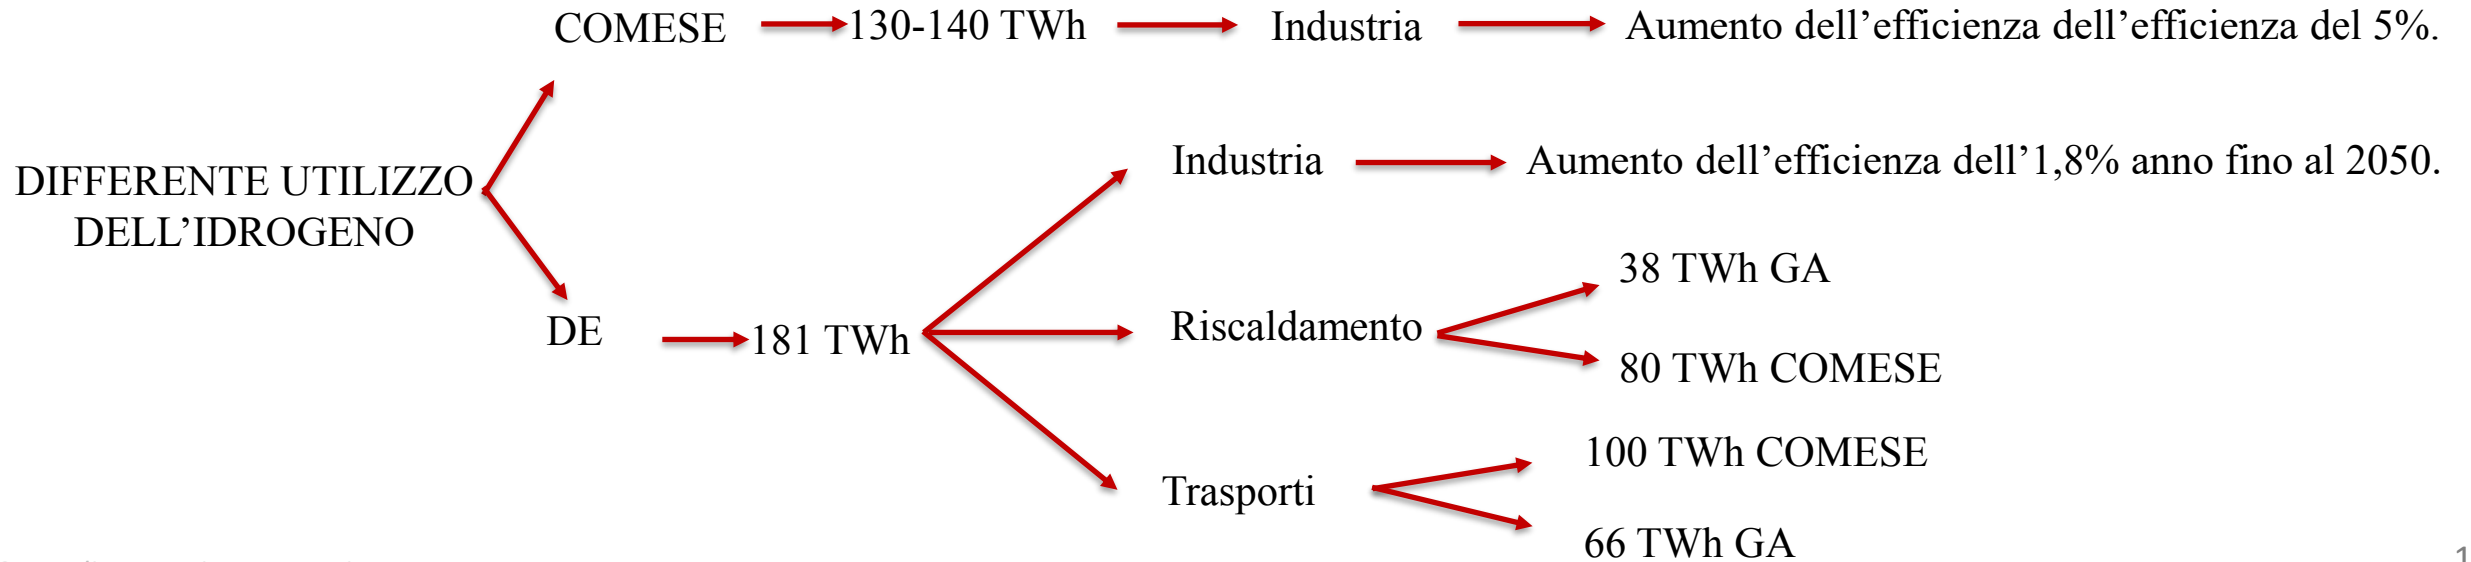 COMESE 130-140 TWh Industria Aumento dell’efficienza dell’efficienza del 5%.
DIFFERENTE UTILIZZO
DELL’IDROGENO
Industria Aumento dell’efficienza dell’1,8% anno fino al 2050.
DE 181 TWh
Riscaldamento
38 TWh GA
80 TWh COMESE
Trasporti
100 TWh COMESE
66 TWh GA